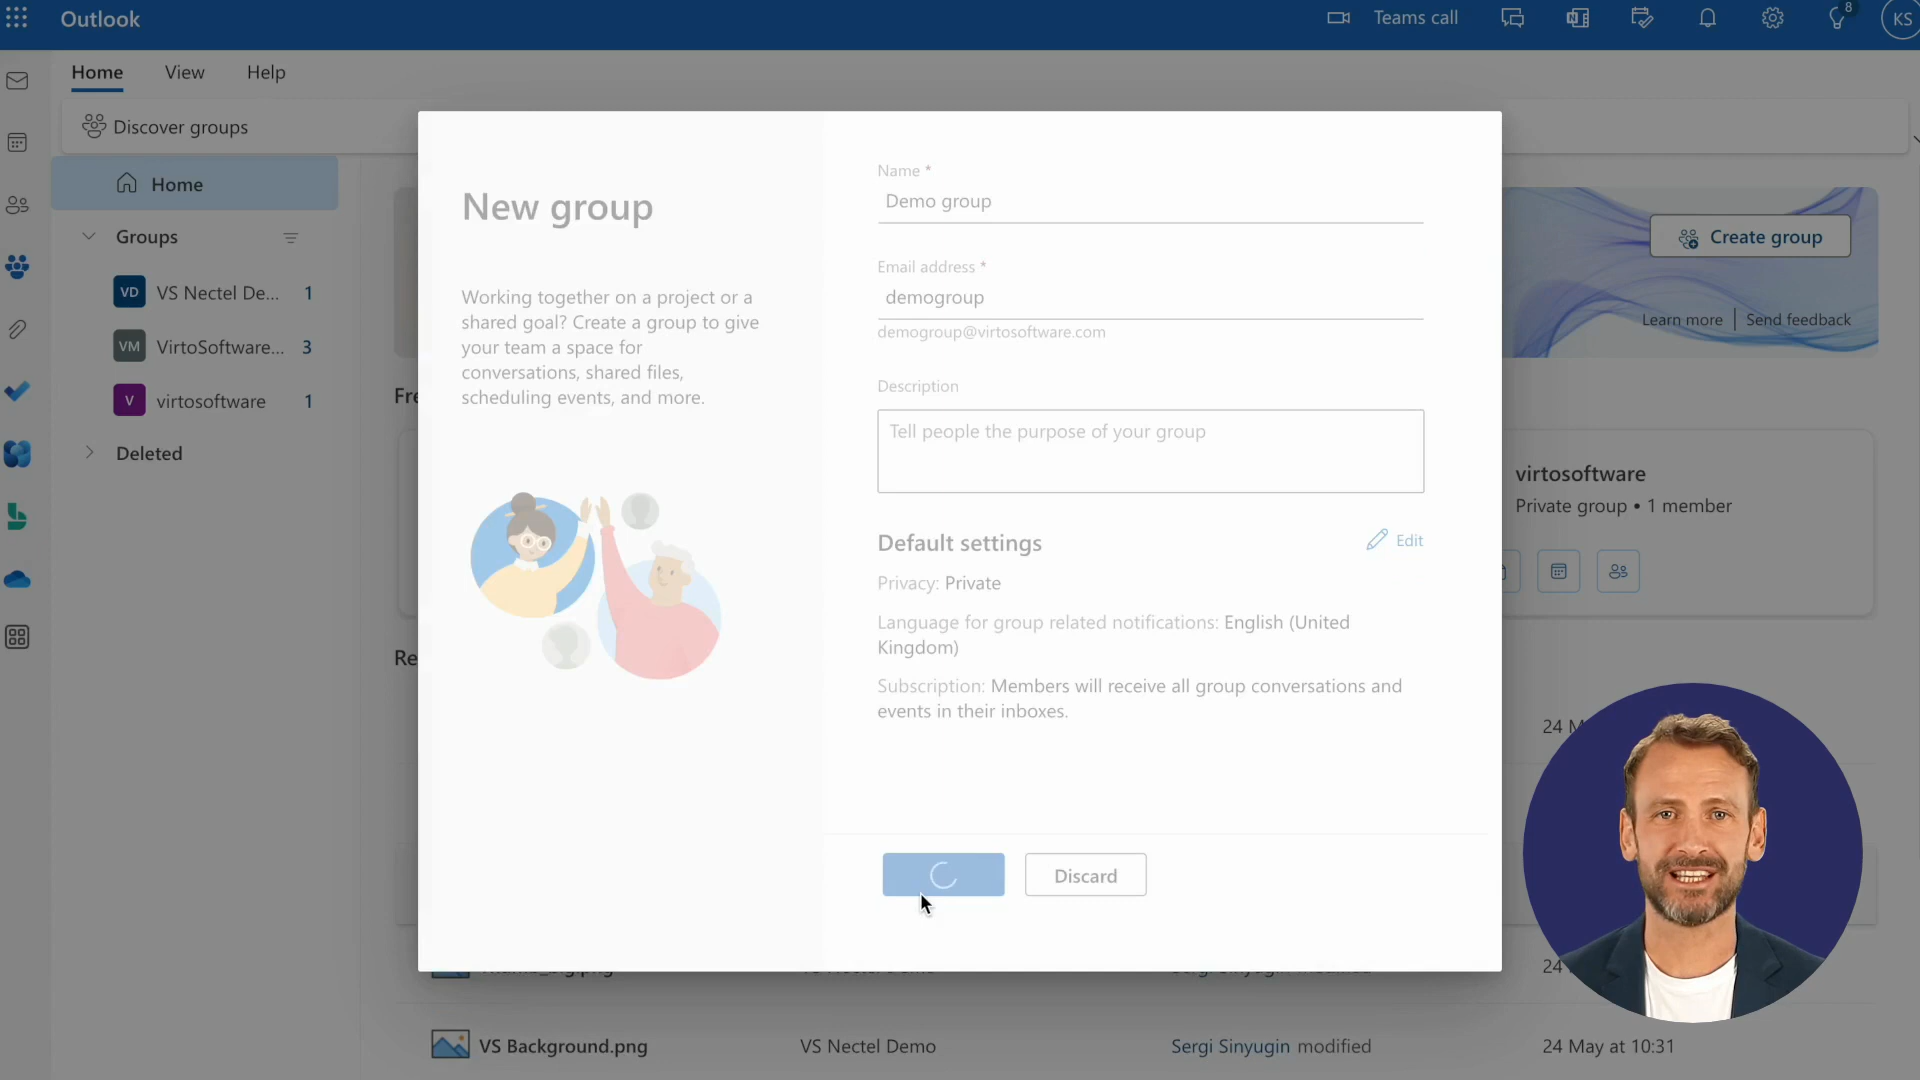 Outlook
Teams call
8
KS
Home View Help
Discover groups
Home
Groups
VD VS Nectel De... 1
VM VirtoSoftware... 3
V virtosoftware 1
Deleted
New group
Working together on a project or a
shared goal? Create a group to give
your team a space for
conversations, shared files,
scheduling events, and more.
Name *
Demo group
Email address *
demogroup
demogroup@virtosoftware.com
Description
Tell people the purpose of your group
Default settings
Edit
Privacy: Private
Language for group related notifications: English (United
Kingdom)
Subscription: Members will receive all group conversations and
events in their inboxes.
Discard
Create group
Learn more | Send feedback
Fre
virtosoftware
Private group • 1 member
Re
24 M
24
VS Background.png VS Nectel Demo Sergi Sinyugin modified 24 May at 10:31